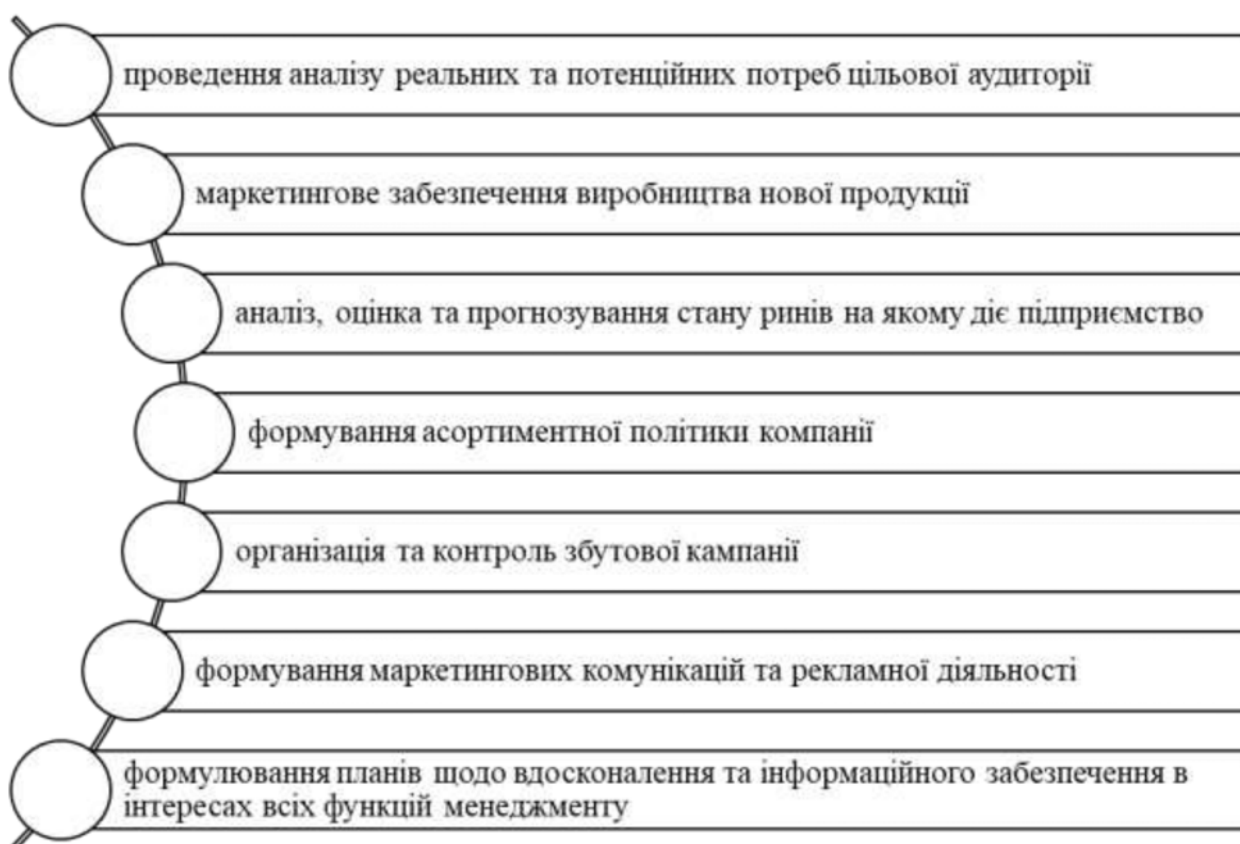 проведення аналізу реальних та потенційних потреб цільової аудиторії
маркетингове забезпечення виробництва нової продукції
аналіз, оцінка та прогнозування стану ринів на якому діє підприємство
формування асортиментної політики компанії
організація та контроль збутової кампанії
формування маркетингових комунікацій та рекламної діяльності
формулювання планів щодо вдосконалення та інформаційного забезпечення в
інтересах всіх функцій менеджменту